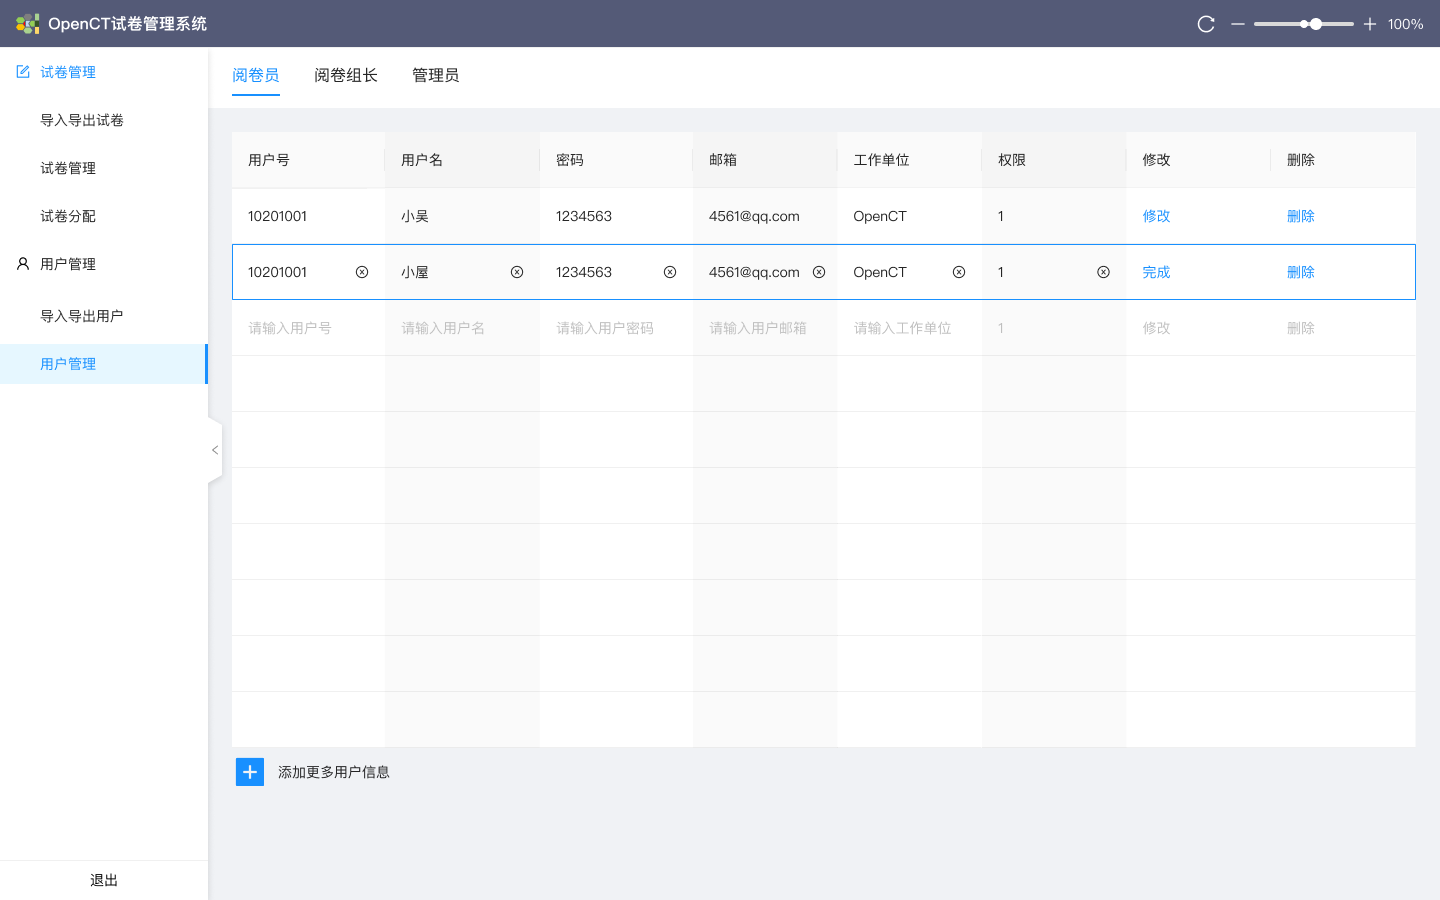 OpenCT试卷管理系统
100%
试卷管理
导入导出试卷
试卷管理
试卷分配
用户管理
导入导出用户
用户管理
退出
阅卷员 阅卷组长 管理员
用户号 用户名 密码 邮箱 工作单位 权限 修改 删除
10201001 小吴 1234563 4561@qq.com OpenCT 1 修改 删除
10201001 小屋 1234563 4561@qq.com OpenCT 1 完成 删除
请输入用户号 请输入用户名 请输入用户密码 请输入用户邮箱 请输入工作单位 1 修改 删除
添加更多用户信息